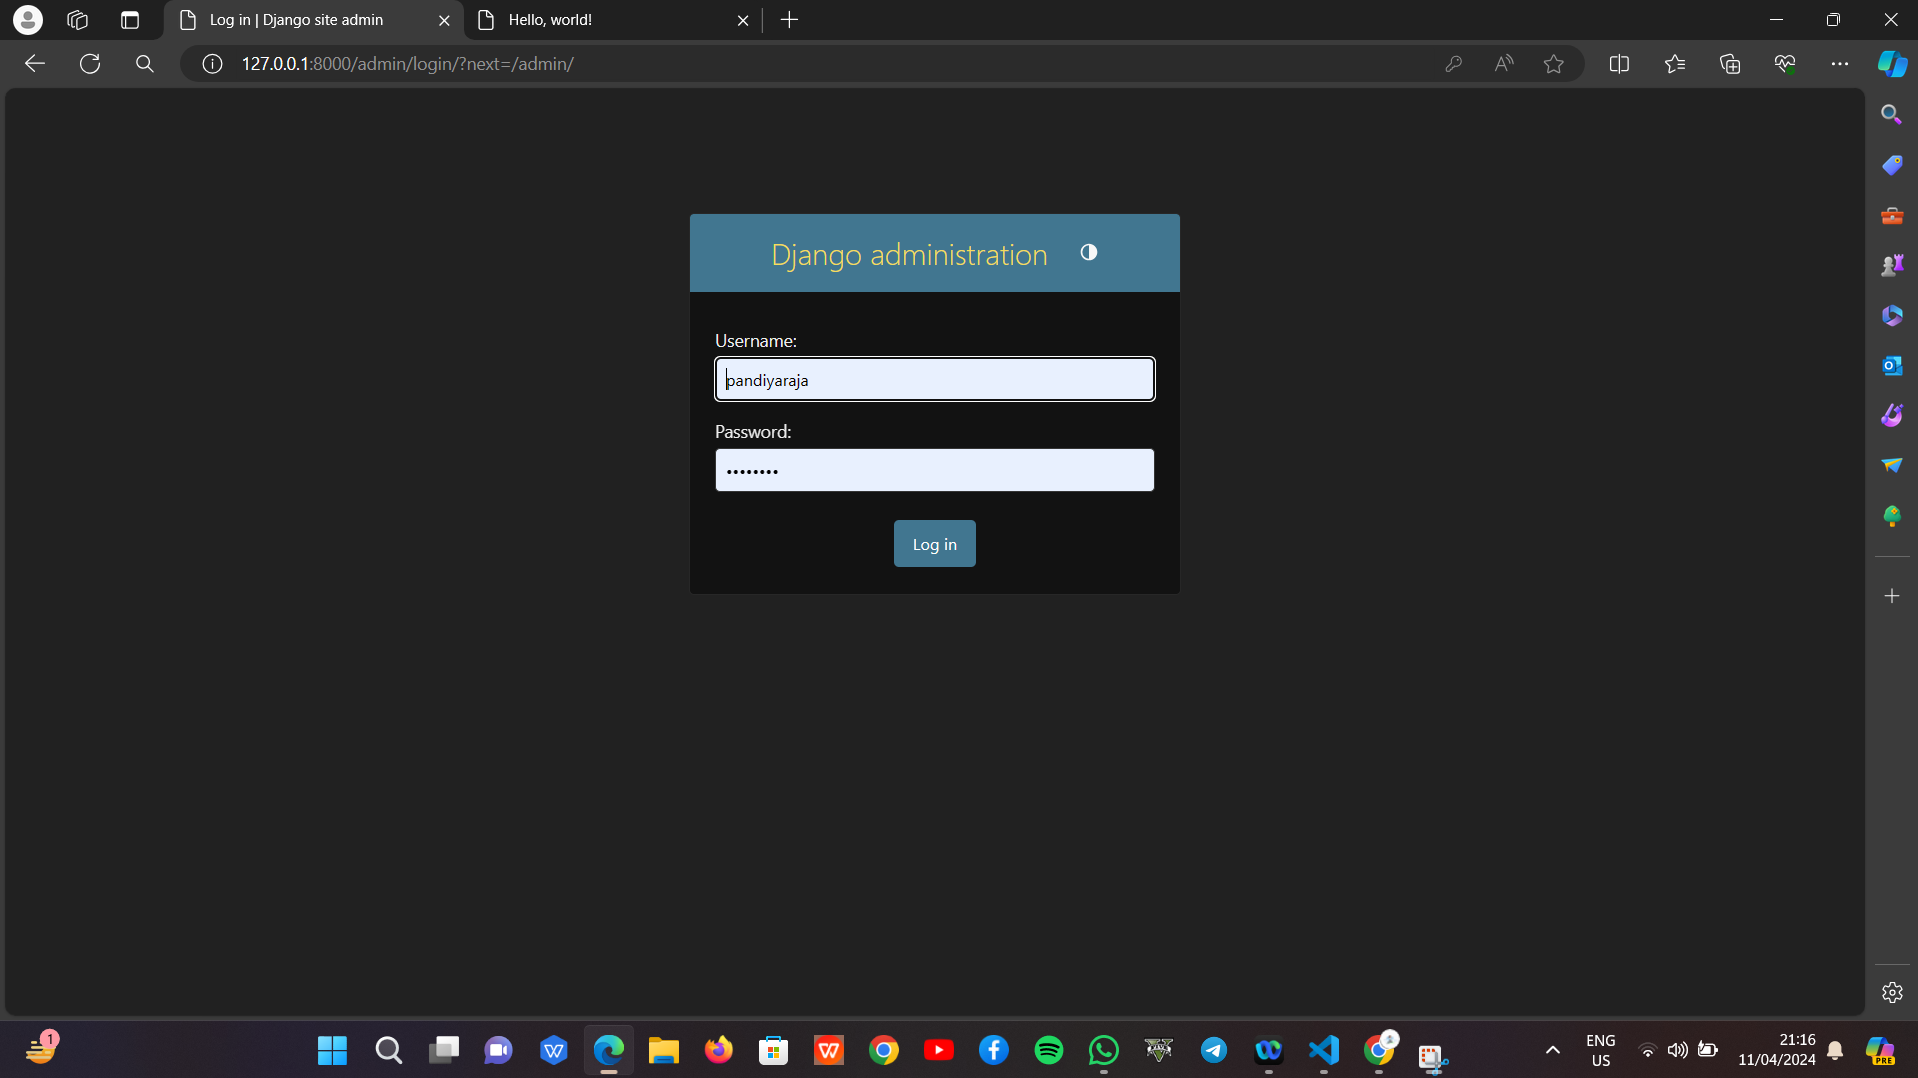 Log in | Django site admin
Hello, world!
127.0.0.1:8000/admin/login/?next=/admin/
Django administration
Username:
pandiyaraja
Password:
••••••••
Log in
1
ENG
US
21:16
11/04/2024
PRE